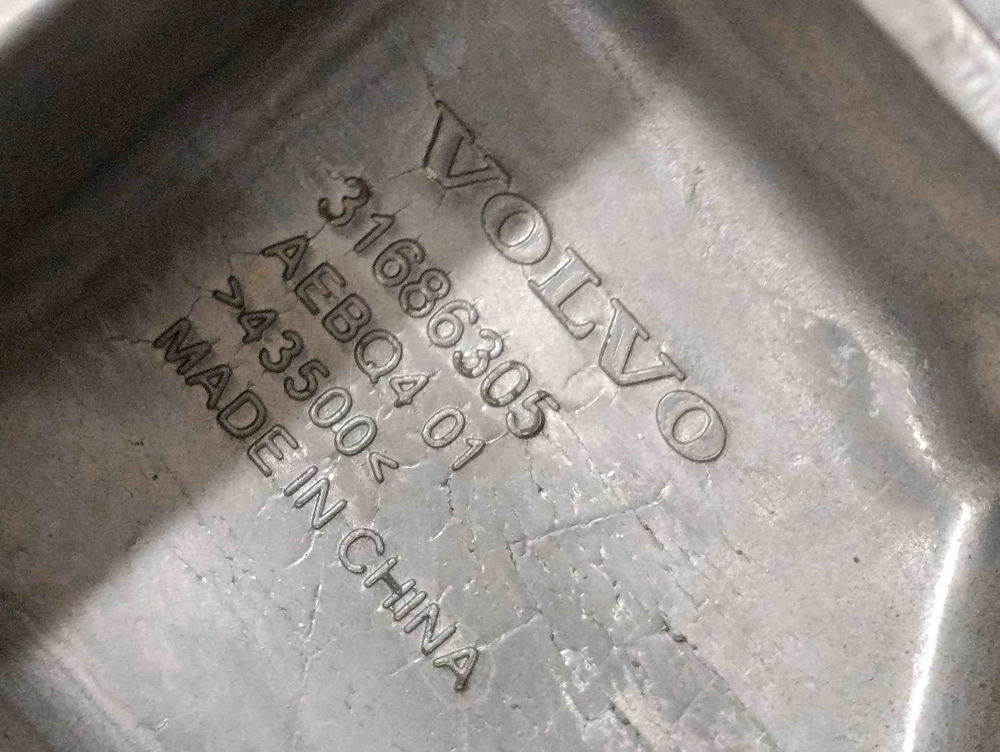 VOLVO
31686305
AEBQ4 01
>43500<
MADE IN CHINA